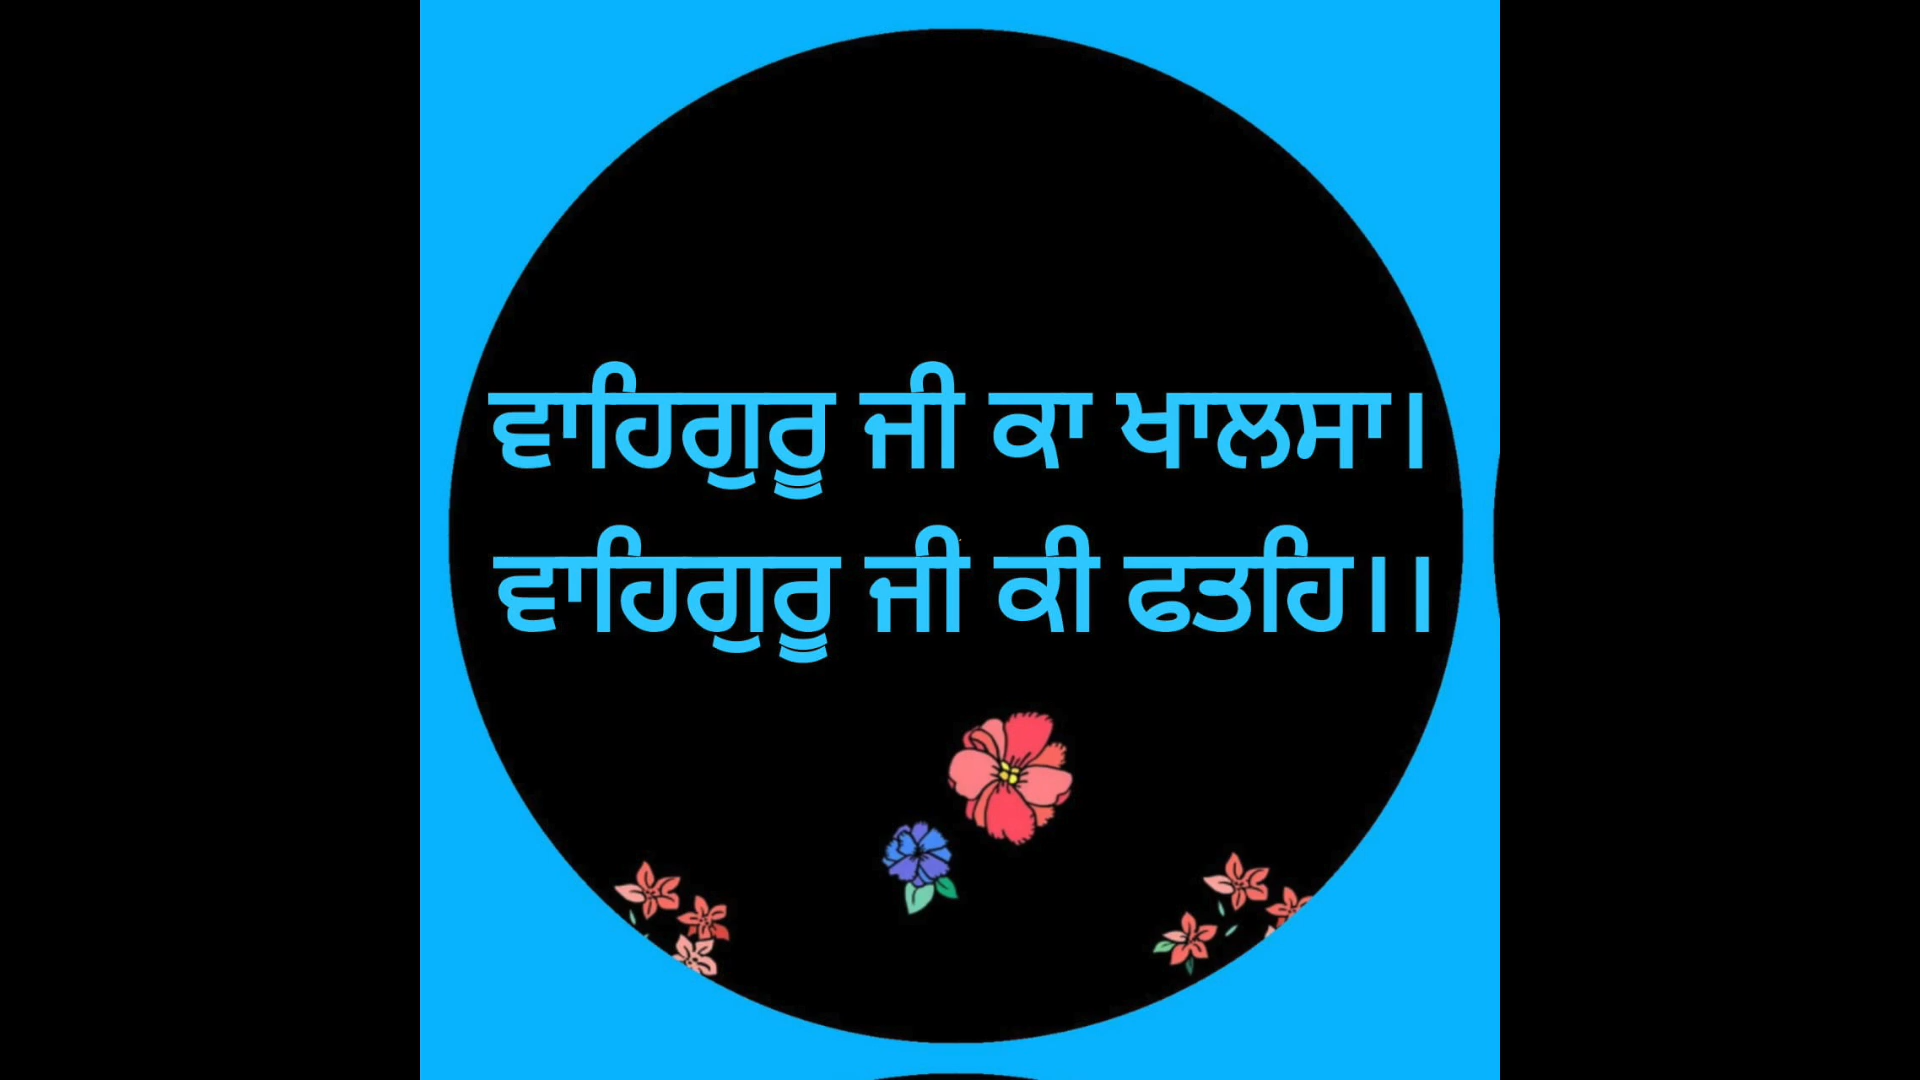 ਵਾਹਿਗੁਰੂ ਜੀ ਕਾ ਖਾਲਸਾ।
ਵਾਹਿਗੁਰੂ ਜੀ ਕੀ ਫਤਹਿ।।